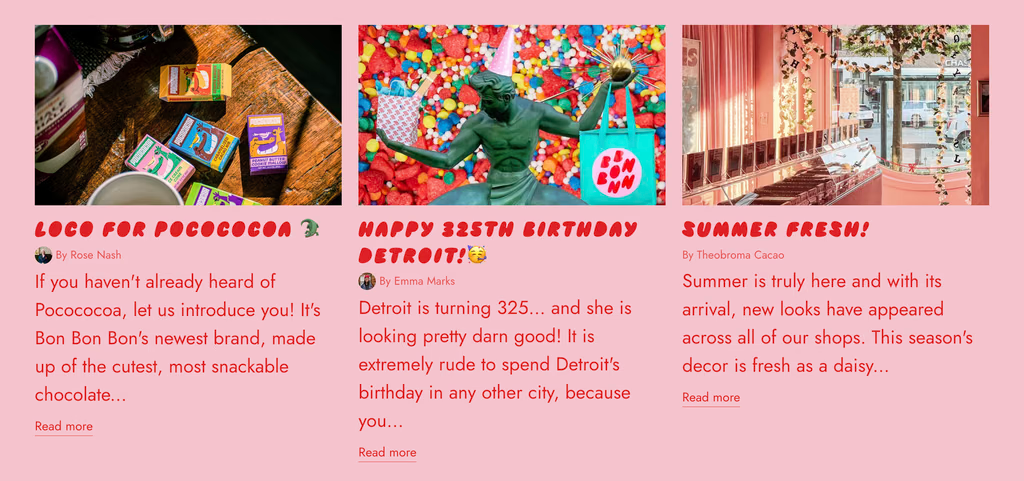 PEANUT BUTTER
COOKIE MALLOW
BON
BON
BON
LOCO FOR POCOCOCOA 🐊
By Rose Nash
If you haven't already heard of
Pocococoa, let us introduce you! It's
Bon Bon Bon's newest brand, made
up of the cutest, most snackable
chocolate...
Read more
HAPPY 325TH BIRTHDAY
DETROIT!🥳
By Emma Marks
Detroit is turning 325... and she is
looking pretty darn good! It is
extremely rude to spend Detroit's
birthday in any other city, because
you...
Read more
SUMMER FRESH!
By Theobroma Cacao
Summer is truly here and with its
arrival, new looks have appeared
across all of our shops. This season's
decor is fresh as a daisy...
Read more